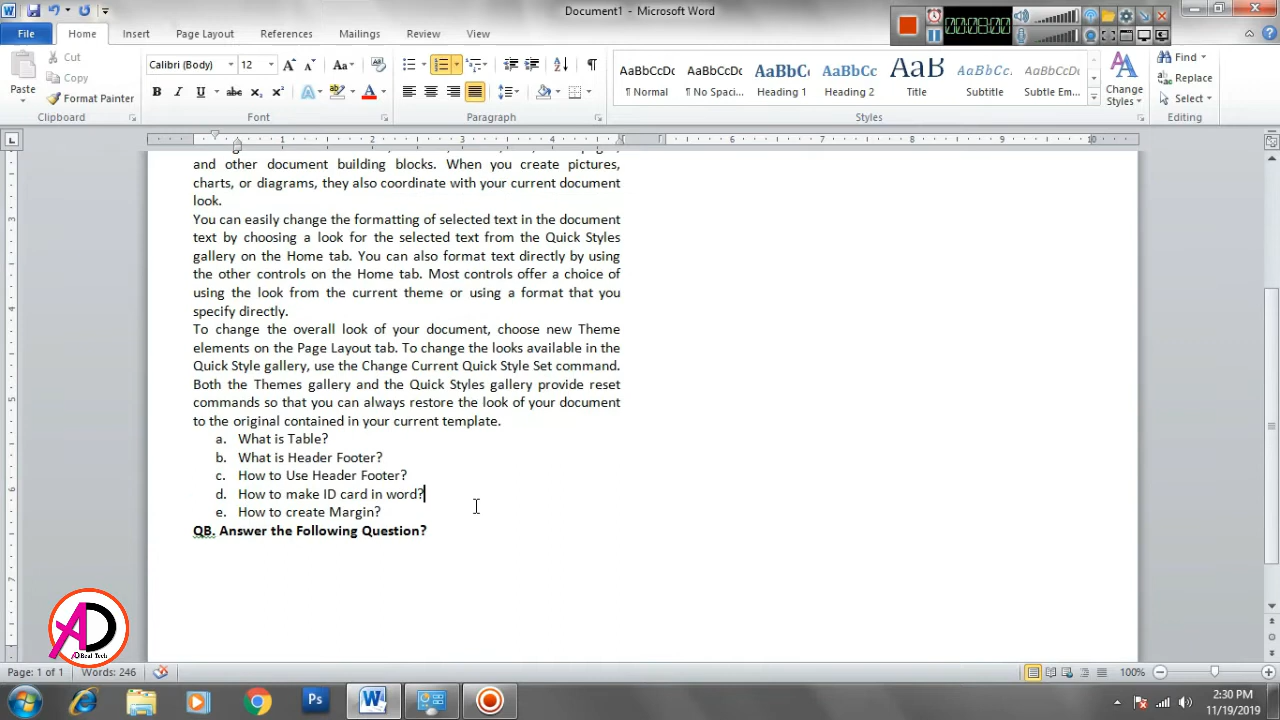 Document1 - Microsoft Word
00:08:00
File Home Insert Page Layout References Mailings Review View
Cut
Copy
Paste
Format Painter
Clipboard
Calibri (Body) 12
Font
Paragraph
AaBbCcDc AaBbCcDc AaBbC AaBbCc AaB AaBbCcDc AaBbCcDc
¶ Normal ¶ No Spaci... Heading 1 Heading 2 Title Subtitle Subtle Em...
Change Styles
Styles
Find
Replace
Select
Editing
and other document building blocks. When you create pictures,
charts, or diagrams, they also coordinate with your current document
look.
You can easily change the formatting of selected text in the document
text by choosing a look for the selected text from the Quick Styles
gallery on the Home tab. You can also format text directly by using
the other controls on the Home tab. Most controls offer a choice of
using the look from the current theme or using a format that you
specify directly.
To change the overall look of your document, choose new Theme
elements on the Page Layout tab. To change the looks available in the
Quick Style gallery, use the Change Current Quick Style Set command.
Both the Themes gallery and the Quick Styles gallery provide reset
commands so that you can always restore the look of your document
to the original contained in your current template.
a. What is Table?
b. What is Header Footer?
c. How to Use Header Footer?
d. How to make ID card in word?
e. How to create Margin?
QB. Answer the Following Question?
AD
Page: 1 of 1 Words: 246 100%
Ps
2:30 PM
11/19/2019